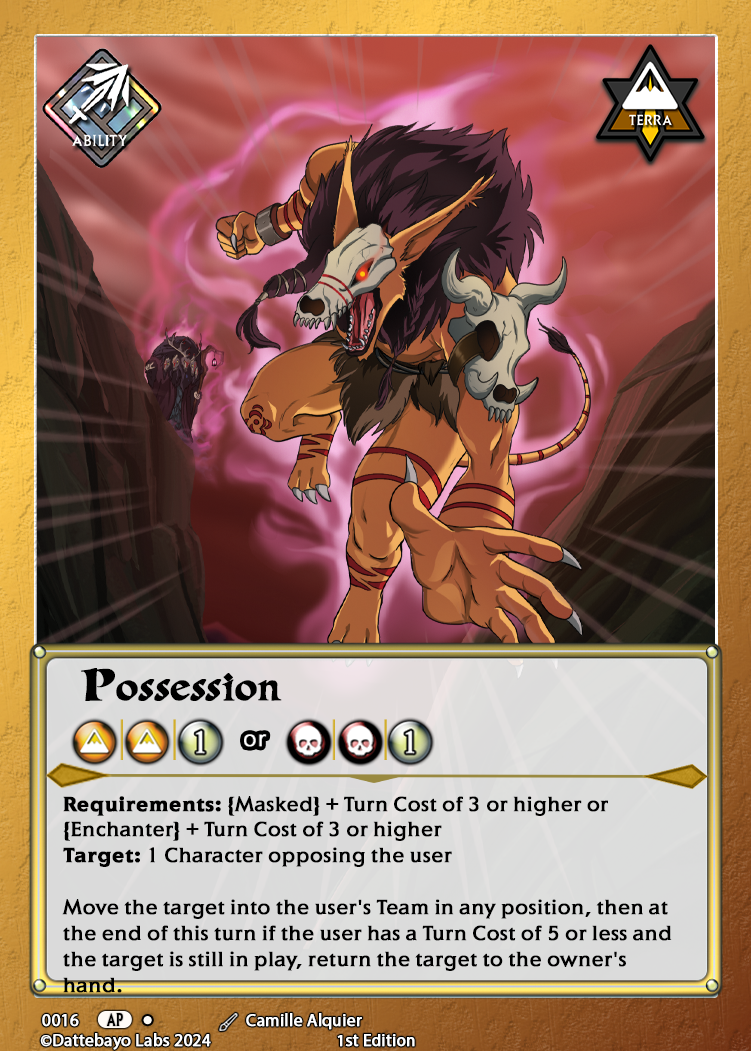 ABILITY
TERRA
Possession
1 or 1
Requirements: {Masked} + Turn Cost of 3 or higher or
{Enchanter} + Turn Cost of 3 or higher
Target: 1 Character opposing the user
Move the target into the user's Team in any position, then at
the end of this turn if the user has a Turn Cost of 5 or less and
the target is still in play, return the target to the owner's
hand.
0016 AP Camille Alquier
©Dattebayo Labs 2024 1st Edition